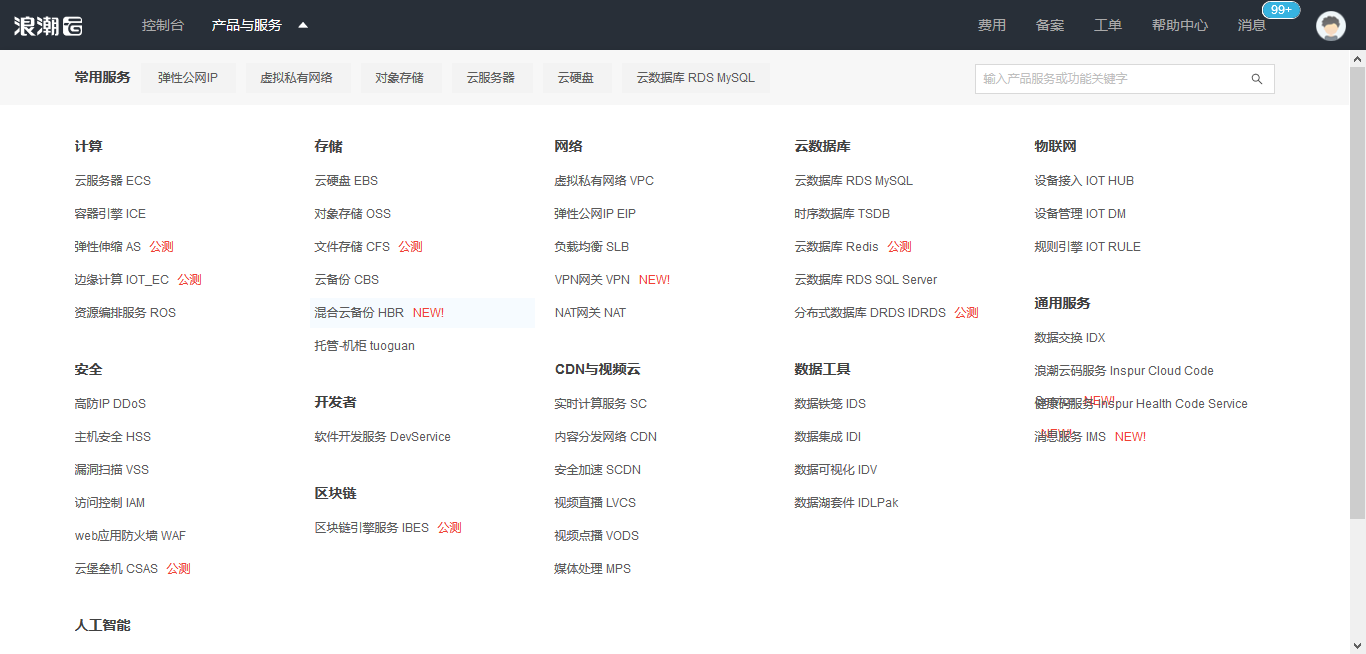 浪潮云
控制台
产品与服务
费用
备案
工单
帮助中心
消息
99+
常用服务
弹性公网IP
虚拟私有网络
对象存储
云服务器
云硬盘
云数据库 RDS MySQL
输入产品服务或功能关键字
计算
云服务器 ECS
容器引擎 ICE
弹性伸缩 AS 公测
边缘计算 IOT_EC 公测
资源编排服务 ROS
安全
高防IP DDoS
主机安全 HSS
漏洞扫描 VSS
访问控制 IAM
web应用防火墙 WAF
云堡垒机 CSAS 公测
人工智能
存储
云硬盘 EBS
对象存储 OSS
文件存储 CFS 公测
云备份 CBS
混合云备份 HBR NEW!
托管-机柜 tuoguan
开发者
软件开发服务 DevService
区块链
区块链引擎服务 IBES 公测
网络
虚拟私有网络 VPC
弹性公网IP EIP
负载均衡 SLB
VPN网关 VPN NEW!
NAT网关 NAT
CDN与视频云
实时计算服务 SC
内容分发网络 CDN
安全加速 SCDN
视频直播 LVCS
视频点播 VODS
媒体处理 MPS
云数据库
云数据库 RDS MySQL
时序数据库 TSDB
云数据库 Redis 公测
云数据库 RDS SQL Server
分布式数据库 DRDS IDRDS 公测
数据工具
数据铁笼 IDS
数据集成 IDI
数据可视化 IDV
数据湖套件 IDLPak
物联网
设备接入 IOT HUB
设备管理 IOT DM
规则引擎 IOT RULE
通用服务
数据交换 IDX
浪潮云码服务 Inspur Cloud Code
Service NEW!
健康码服务 Inspur Health Code Service
NEW!
消息服务 IMS NEW!